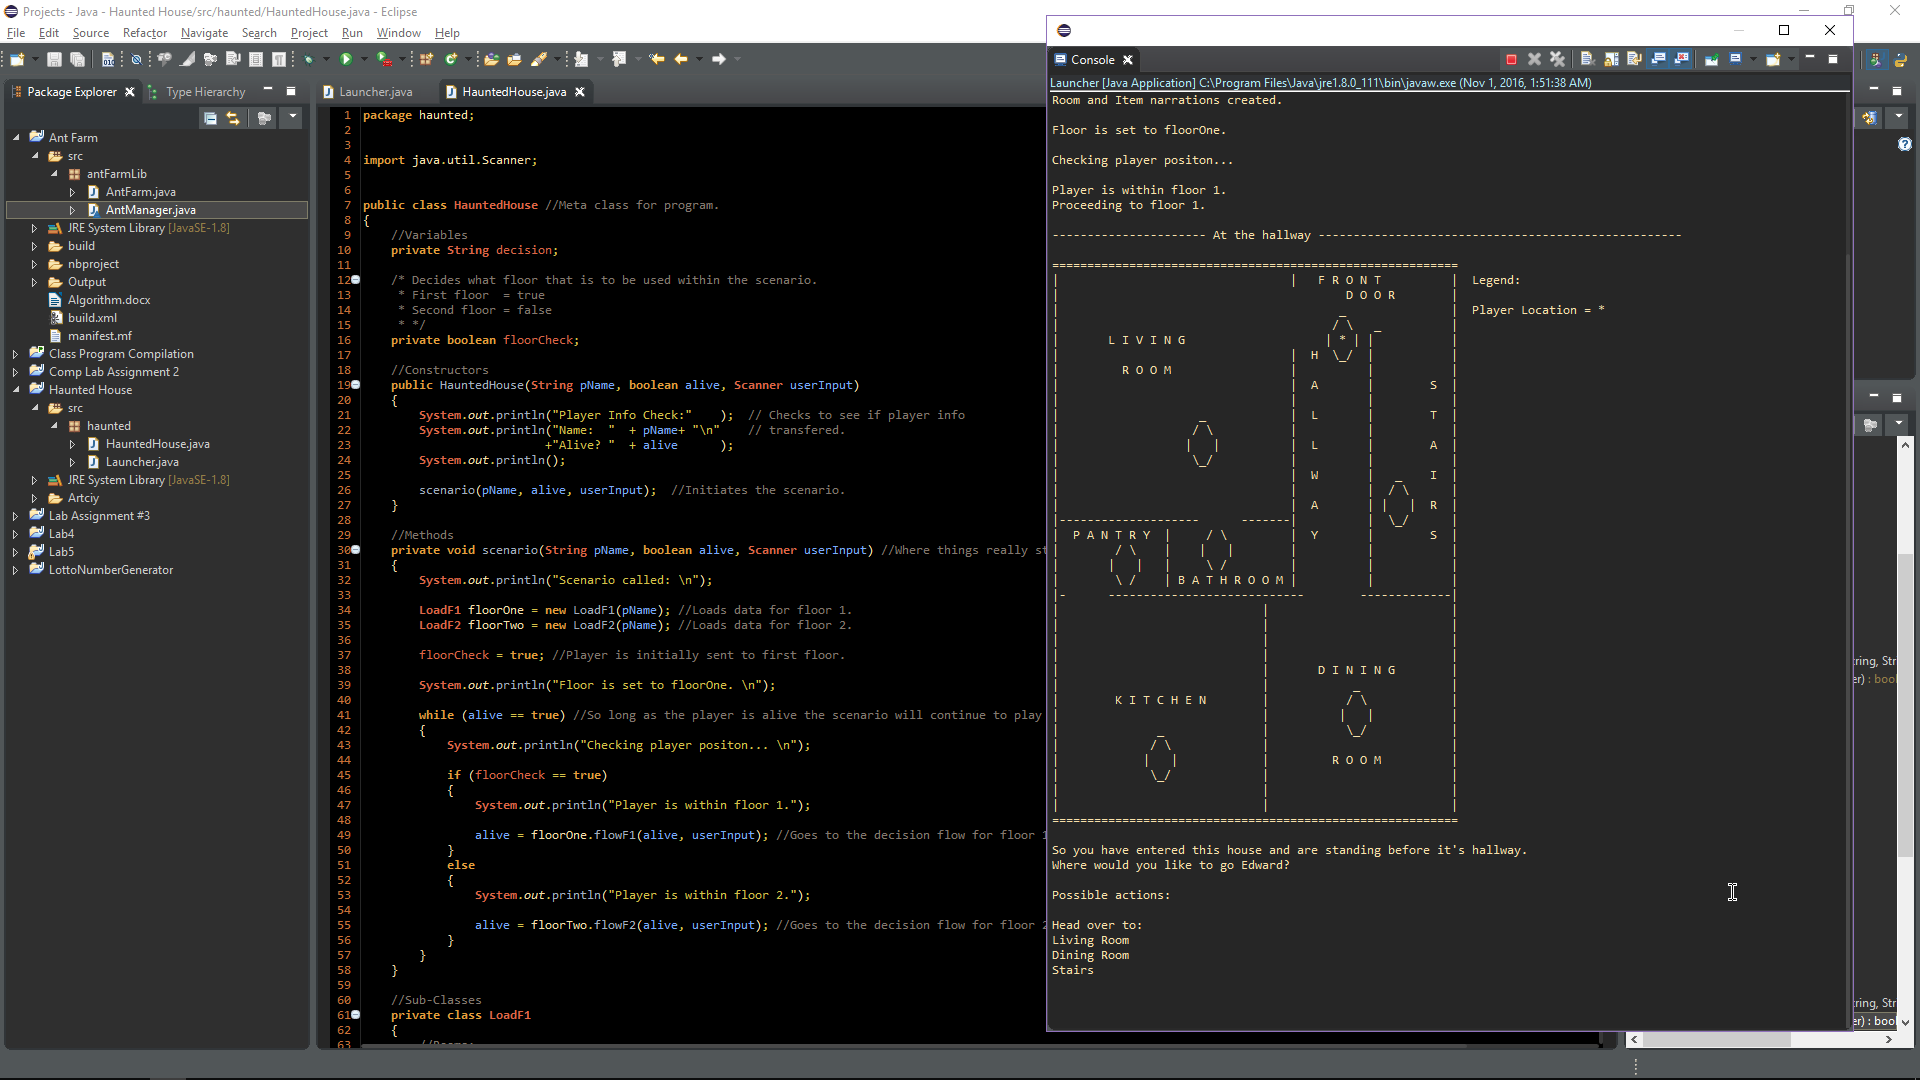 Projects - Java - Haunted House/src/haunted/HauntedHouse.java - Eclipse
File Edit Source Refactor Navigate Search Project Run Window Help
Package Explorer
Type Hierarchy
Ant Farm
src
antFarmLib
AntFarm.java
AntManager.java
JRE System Library [JavaSE-1.8]
build
nbproject
Output
Algorithm.docx
build.xml
manifest.mf
Class Program Compilation
Comp Lab Assignment 2
Haunted House
src
haunted
HauntedHouse.java
Launcher.java
JRE System Library [JavaSE-1.8]
Artciy
Lab Assignment #3
Lab4
Lab5
LottoNumberGenerator
Launcher.java
HauntedHouse.java
1 package haunted;
2
3
4 import java.util.Scanner;
5
6
7 public class HauntedHouse //Meta class for program.
8 {
9 //Variables
10 private String decision;
11
12 /* Decides what floor that is to be used within the scenario.
13 * First floor = true
14 * Second floor = false
15 * */
16 private boolean floorCheck;
17
18 //Constructors
19 public HauntedHouse(String pName, boolean alive, Scanner userInput)
20 {
21 System.out.println("Player Info Check:" ); // Checks to see if player info
22 System.out.println("Name: " + pName+ "\n" // transfered.
23 +"Alive? " + alive );
24 System.out.println();
25
26 scenario(pName, alive, userInput); //Initiates the scenario.
27 }
28
29 //Methods
30 private void scenario(String pName, boolean alive, Scanner userInput) //Where things really st
31 {
32 System.out.println("Scenario called: \n");
33
34 LoadF1 floorOne = new LoadF1(pName); //Loads data for floor 1.
35 LoadF2 floorTwo = new LoadF2(pName); //Loads data for floor 2.
36
37 floorCheck = true; //Player is initially sent to first floor.
38
39 System.out.println("Floor is set to floorOne. \n");
40
41 while (alive == true) //So long as the player is alive the scenario will continue to play
42 {
43 System.out.println("Checking player positon... \n");
44
45 if (floorCheck == true)
46 {
47 System.out.println("Player is within floor 1.");
48
49 alive = floorOne.flowF1(alive, userInput); //Goes to the decision flow for floor 1
50 }
51 else
52 {
53 System.out.println("Player is within floor 2.");
54
55 alive = floorTwo.flowF2(alive, userInput); //Goes to the decision flow for floor 2
56 }
57 }
58 }
59
60 //Sub-Classes
61 private class LoadF1
62 {
63
Console
Launcher [Java Application] C:\Program Files\Java\jre1.8.0_111\bin\javaw.exe (Nov 1, 2016, 1:51:38 AM)
Room and Item narrations created.
Floor is set to floorOne.
Checking player positon...
Player is within floor 1.
Proceeding to floor 1.
---------------------- At the hallway ----------------------------------------------------
==========================================================
F R O N T
D O O R
Legend:
Player Location = *
L I V I N G
R O O M
*
H A L L W A Y
S T A I R S
P A N T R Y
B A T H R O O M
D I N I N G
R O O M
K I T C H E N
==========================================================
So you have entered this house and are standing before it's hallway.
Where would you like to go Edward?
Possible actions:
Head over to:
Living Room
Dining Room
Stairs
ring, Str
er) : bool
ring, Str
er) : bool